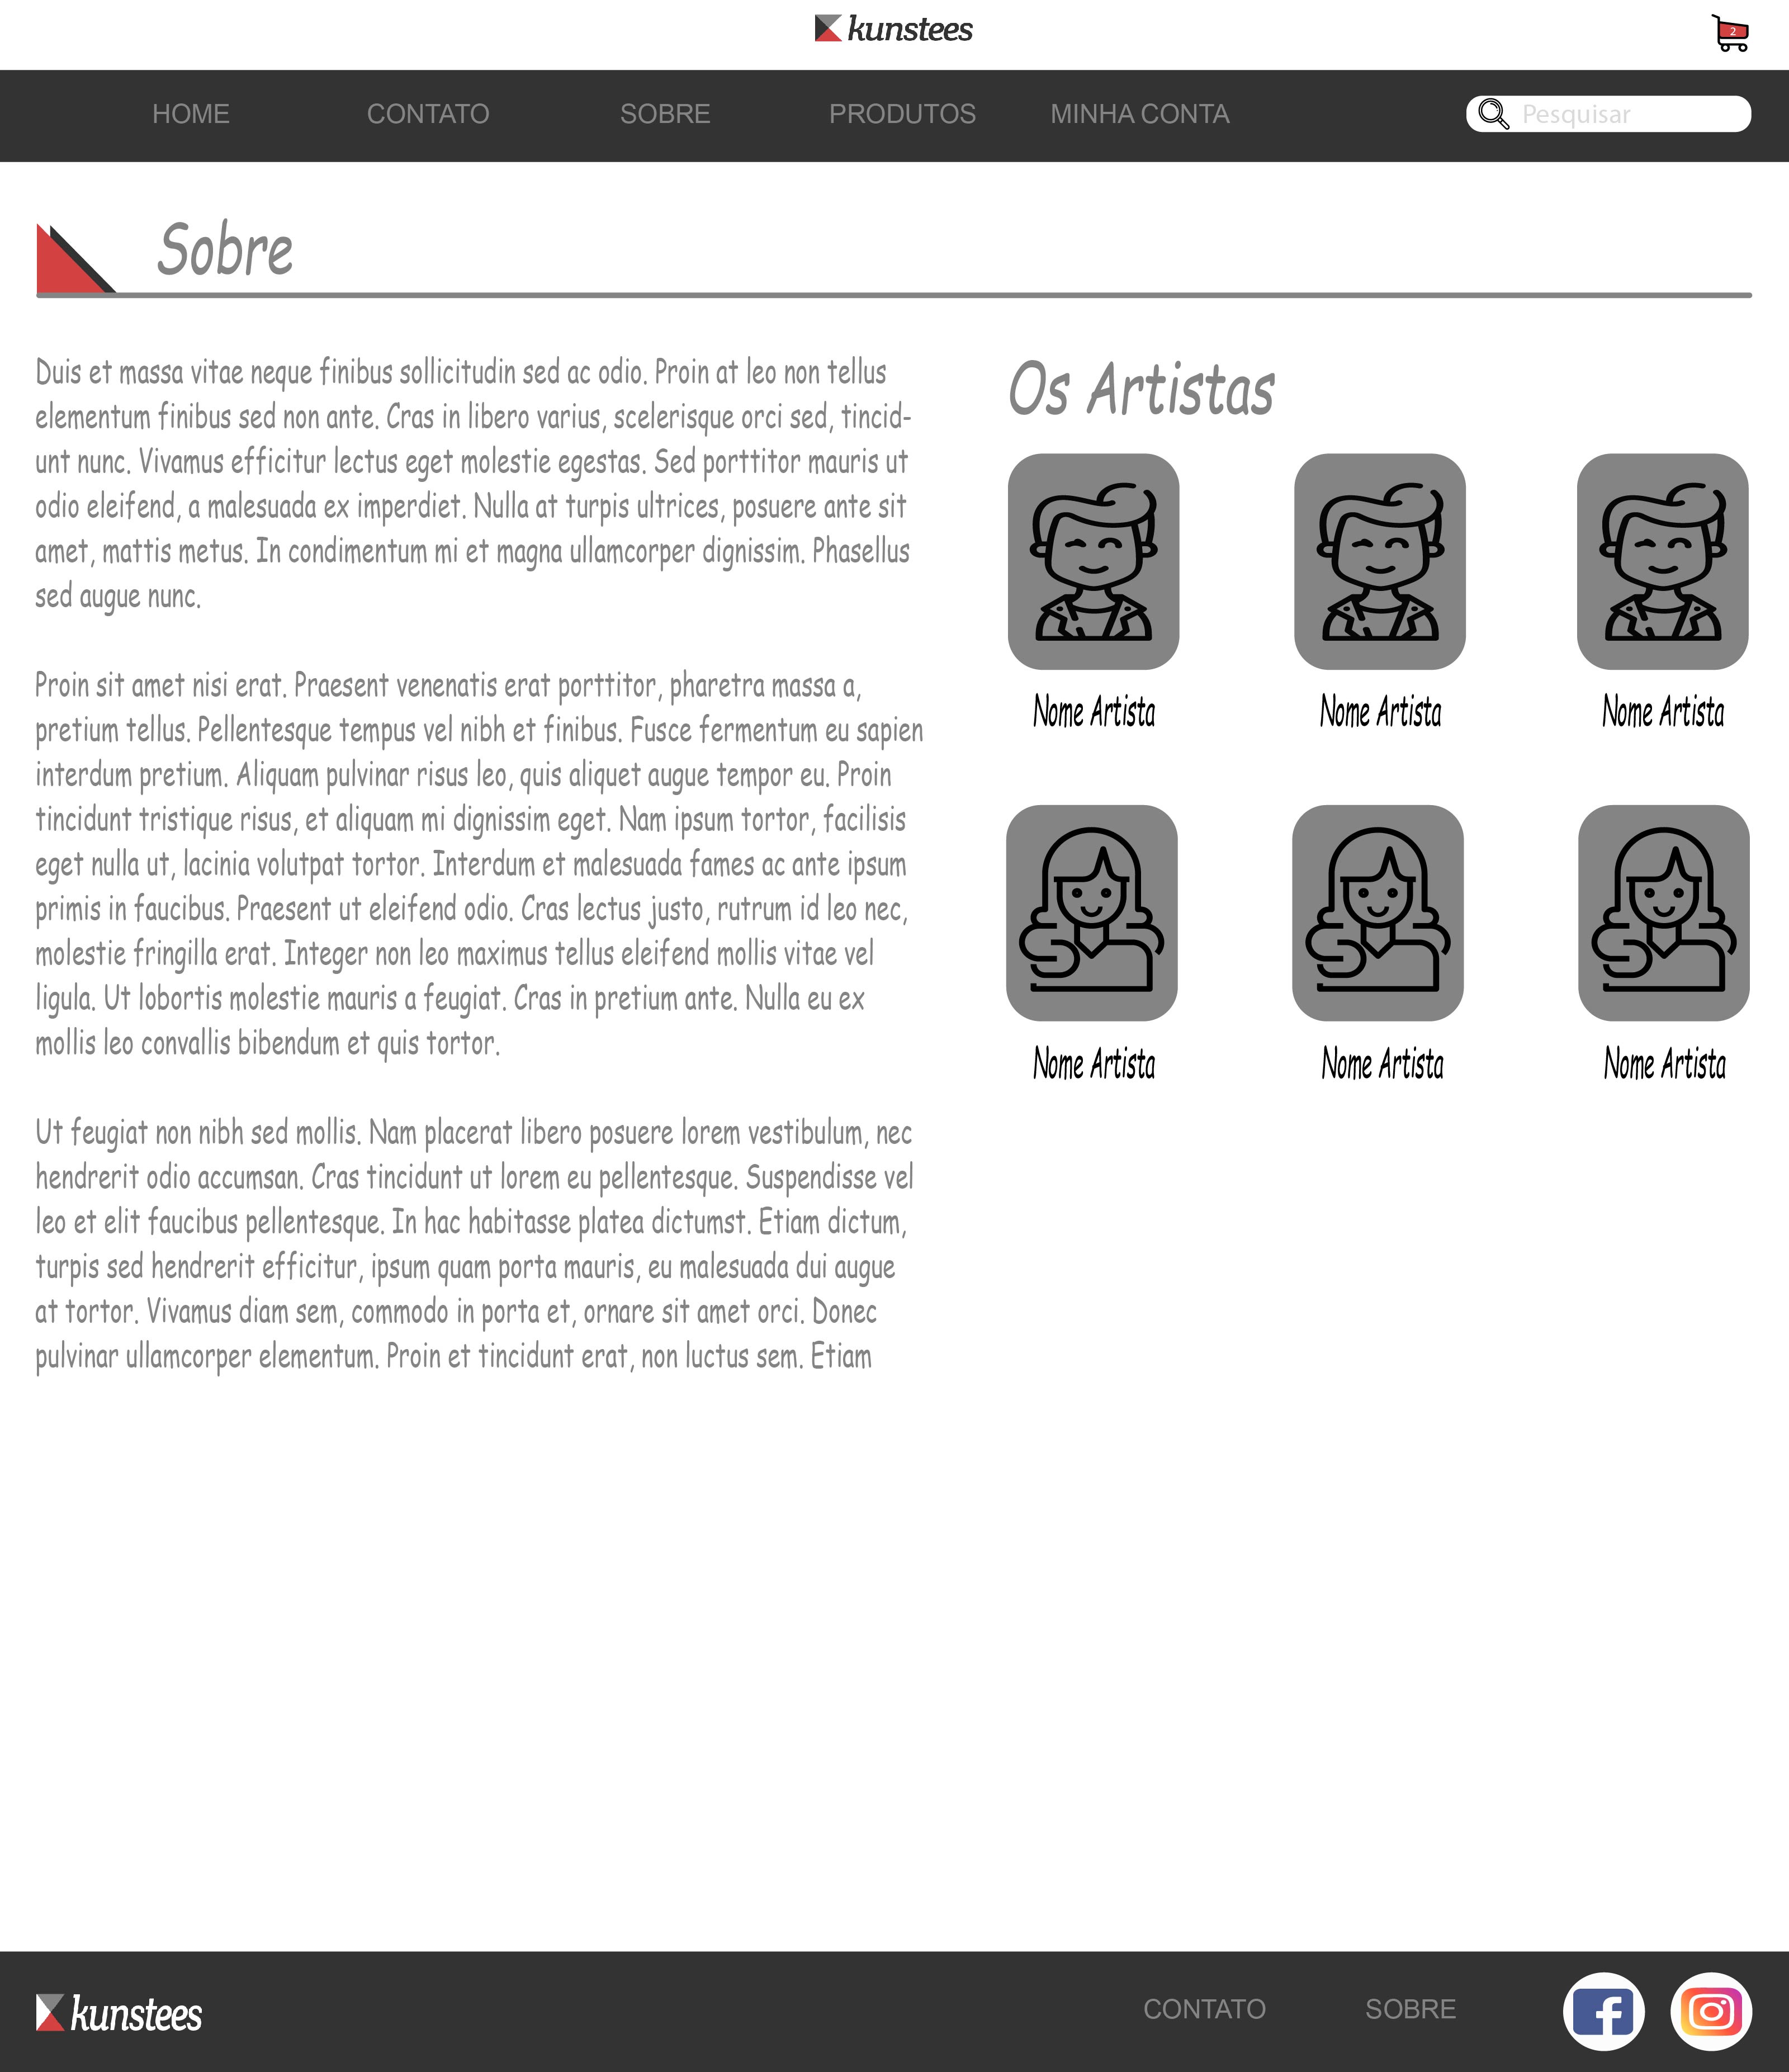 kunstees
2
HOME CONTATO SOBRE PRODUTOS MINHA CONTA Pesquisar
Sobre
Duis et massa vitae neque finibus sollicitudin sed ac odio. Proin at leo non tellus
elementum finibus sed non ante. Cras in libero varius, scelerisque orci sed, tincid-
unt nunc. Vivamus efficitur lectus eget molestie egestas. Sed porttitor mauris ut
odio eleifend, a malesuada ex imperdiet. Nulla at turpis ultrices, posuere ante sit
amet, mattis metus. In condimentum mi et magna ullamcorper dignissim. Phasellus
sed augue nunc.
Proin sit amet nisi erat. Praesent venenatis erat porttitor, pharetra massa a,
pretium tellus. Pellentesque tempus vel nibh et finibus. Fusce fermentum eu sapien
interdum pretium. Aliquam pulvinar risus leo, quis aliquet augue tempor eu. Proin
tincidunt tristique risus, et aliquam mi dignissim eget. Nam ipsum tortor, facilisis
eget nulla ut, lacinia volutpat tortor. Interdum et malesuada fames ac ante ipsum
primis in faucibus. Praesent ut eleifend odio. Cras lectus justo, rutrum id leo nec,
molestie fringilla erat. Integer non leo maximus tellus eleifend mollis vitae vel
ligula. Ut lobortis molestie mauris a feugiat. Cras in pretium ante. Nulla eu ex
mollis leo convallis bibendum et quis tortor.
Ut feugiat non nibh sed mollis. Nam placerat libero posuere lorem vestibulum, nec
hendrerit odio accumsan. Cras tincidunt ut lorem eu pellentesque. Suspendisse vel
leo et elit faucibus pellentesque. In hac habitasse platea dictumst. Etiam dictum,
turpis sed hendrerit efficitur, ipsum quam porta mauris, eu malesuada dui augue
at tortor. Vivamus diam sem, commodo in porta et, ornare sit amet orci. Donec
pulvinar ullamcorper elementum. Proin et tincidunt erat, non luctus sem. Etiam
Os Artistas
Nome Artista Nome Artista Nome Artista
Nome Artista Nome Artista Nome Artista
kunstees CONTATO SOBRE